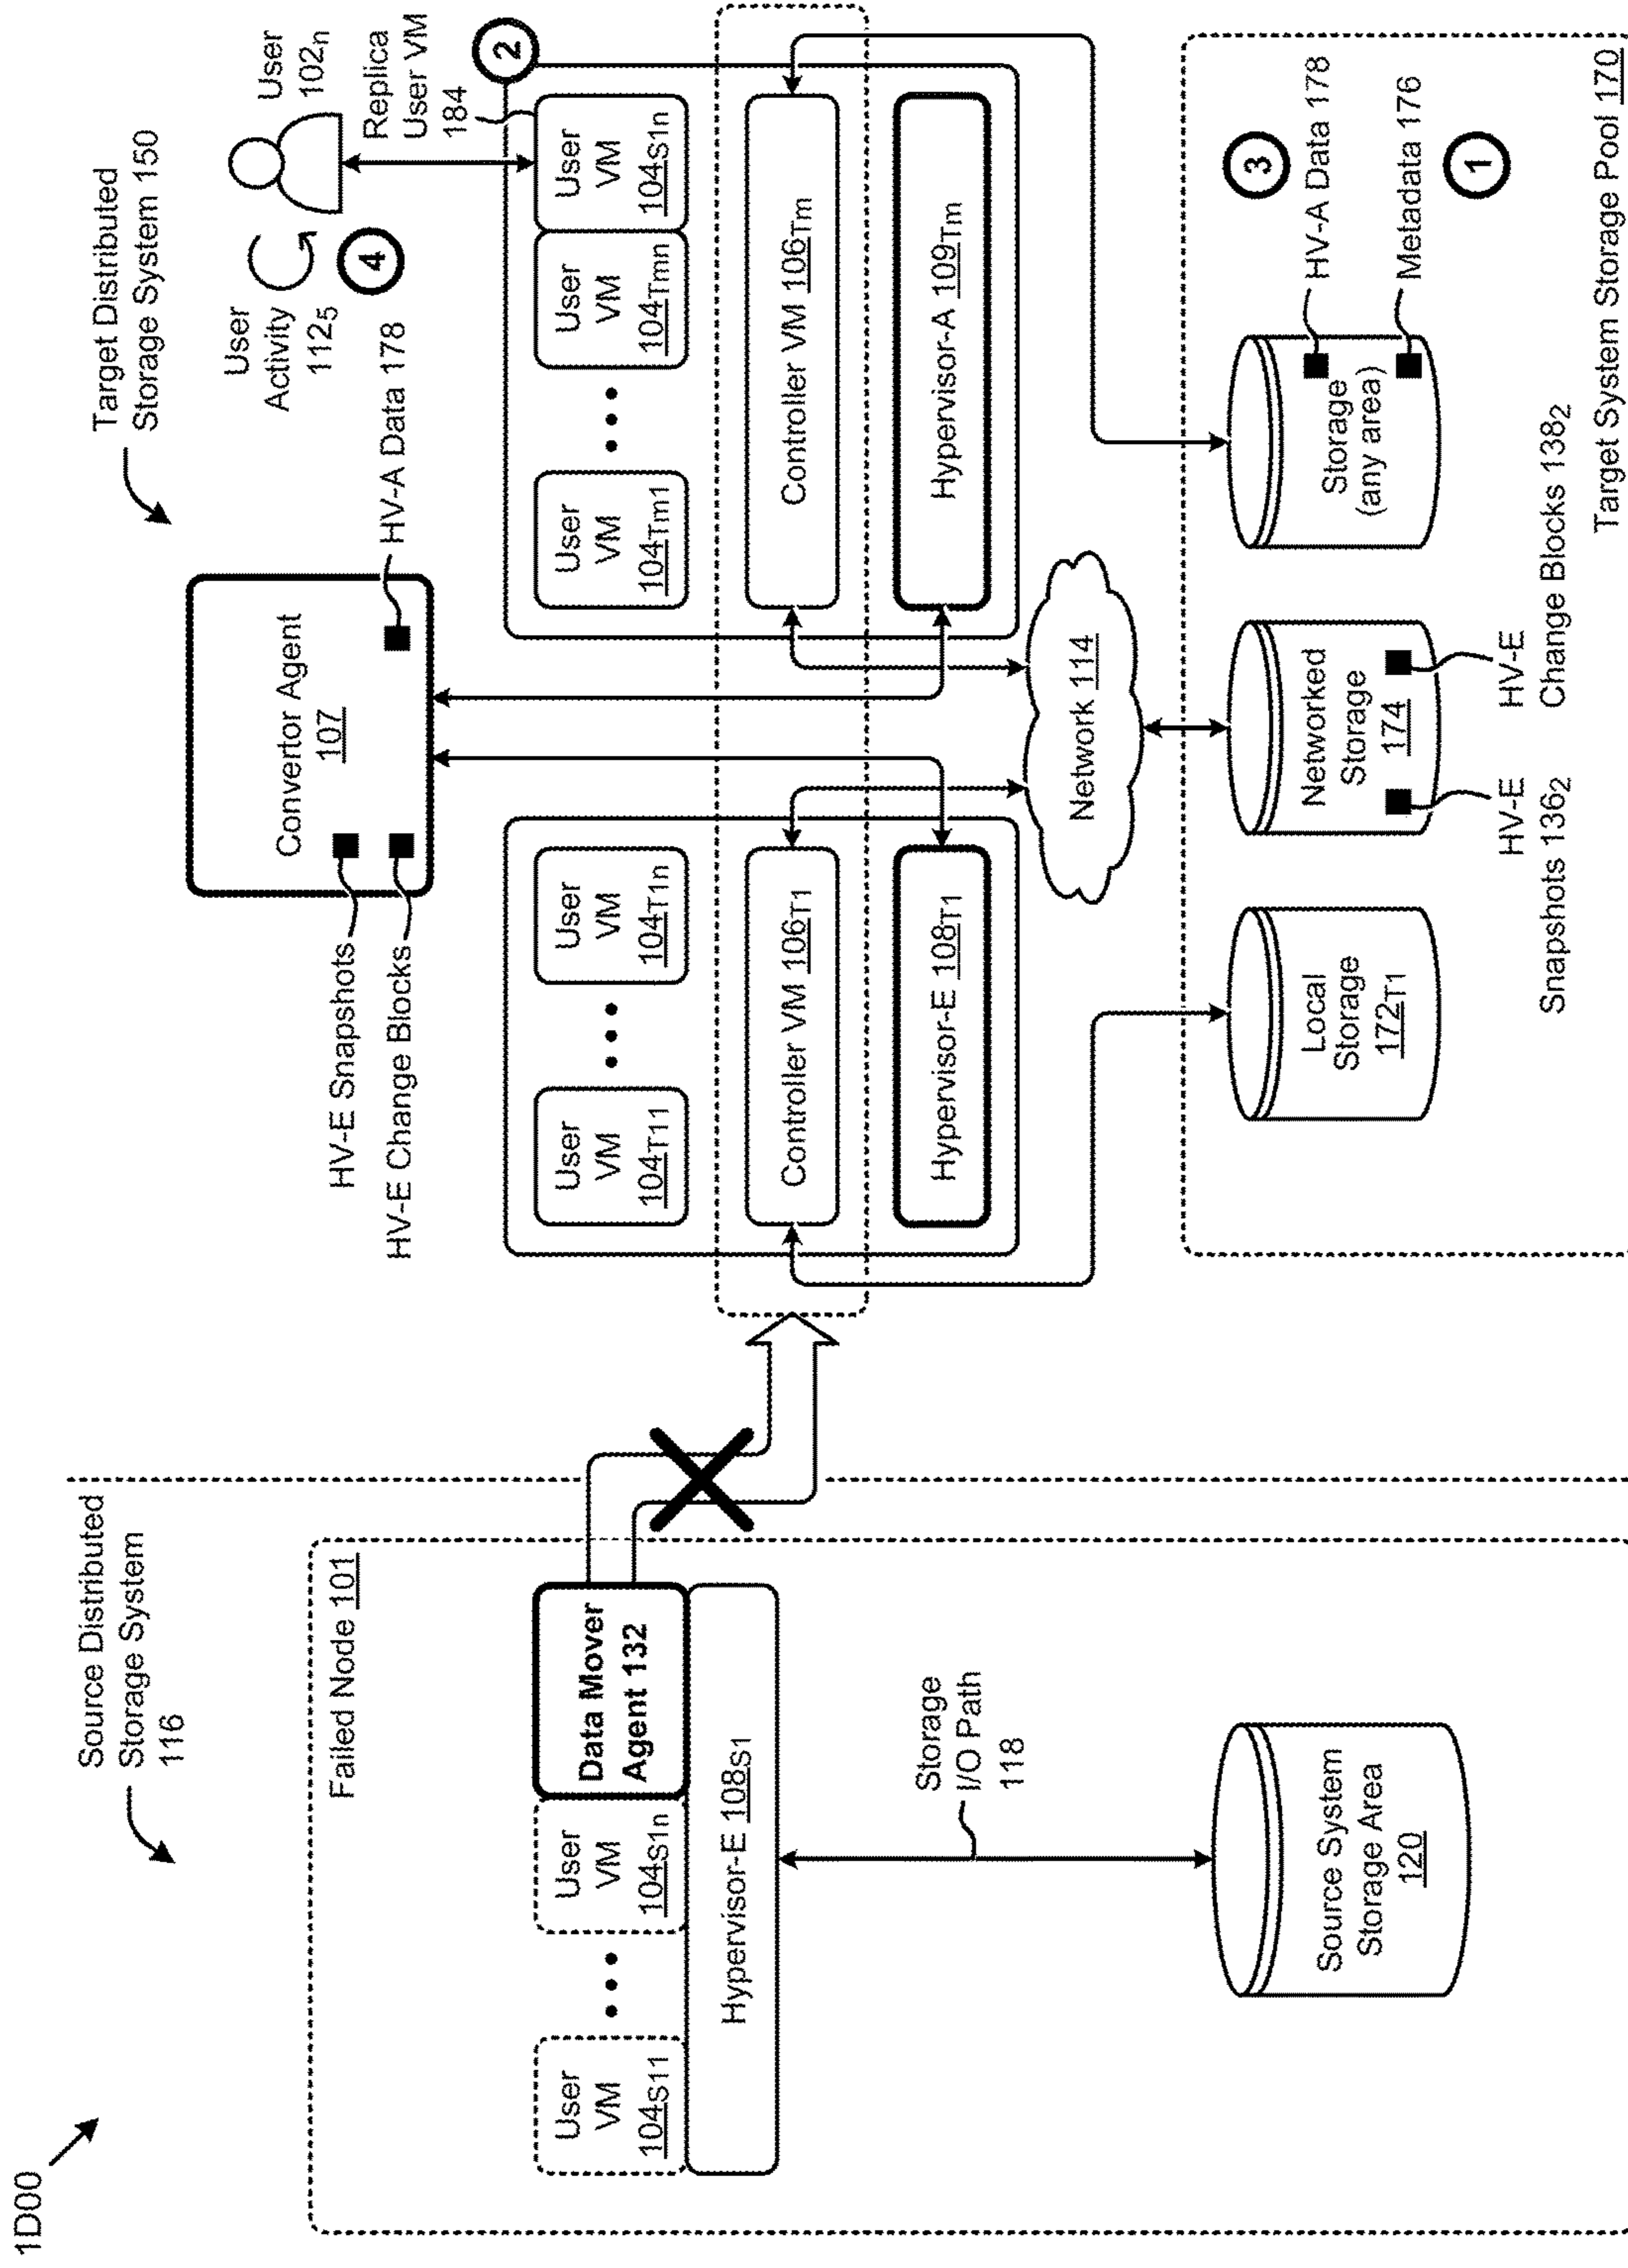 1D00
Source Distributed
Storage System
116
Failed Node 101
User
VM
104S11
User
VM
104S1n
Data Mover
Agent 132
Hypervisor-E 108S1
Storage
I/O Path
118
Source System
Storage Area
120
Target Distributed
Storage System 150
Convertor Agent
107
HV-E Snapshots
HV-E Change Blocks
HV-A Data 178
User
Activity
1125
4
User
102n
Replica
User VM
184
2
User
VM
104T11
User
VM
104T1n
Controller VM 106T1
Hypervisor-E 108T1
User
VM
104Tm1
User
VM
104Tmn
User
VM
104S1n
Controller VM 106Tm
Hypervisor-A 109Tm
Network 114
Local
Storage
172T1
Networked
Storage
174
Storage
(any area)
3
HV-A Data 178
Metadata 176
1
HV-E
Snapshots 1362
HV-E
Change Blocks 1382
Target System Storage Pool 170